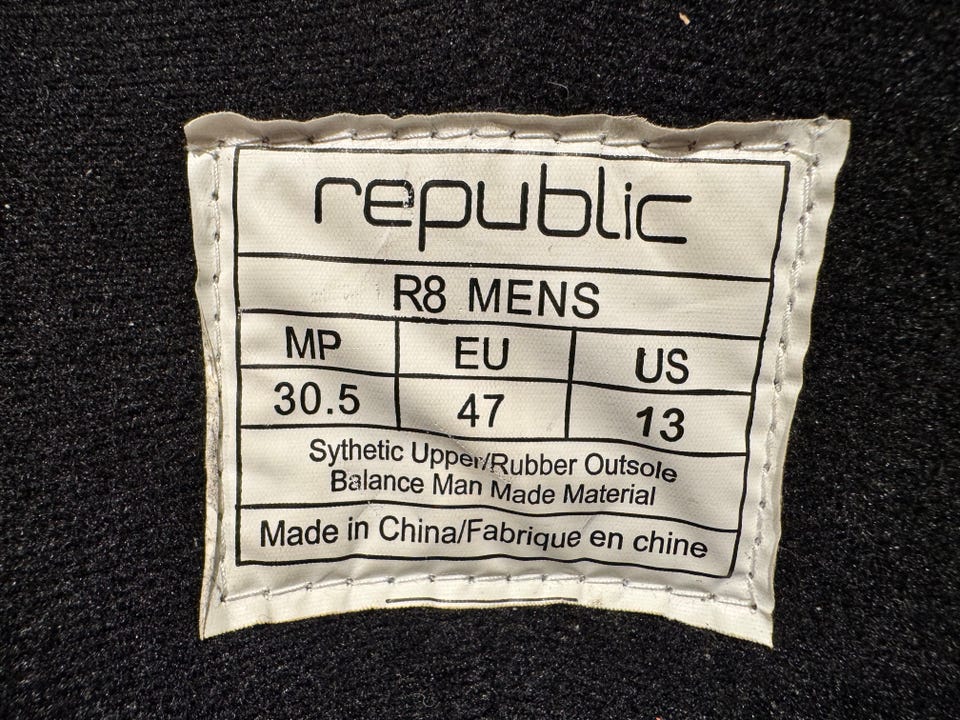 republic
R8 MENS
MP EU US
30.5 47 13
Sythetic Upper/Rubber Outsole
Balance Man Made Material
Made in China/Fabrique en chine